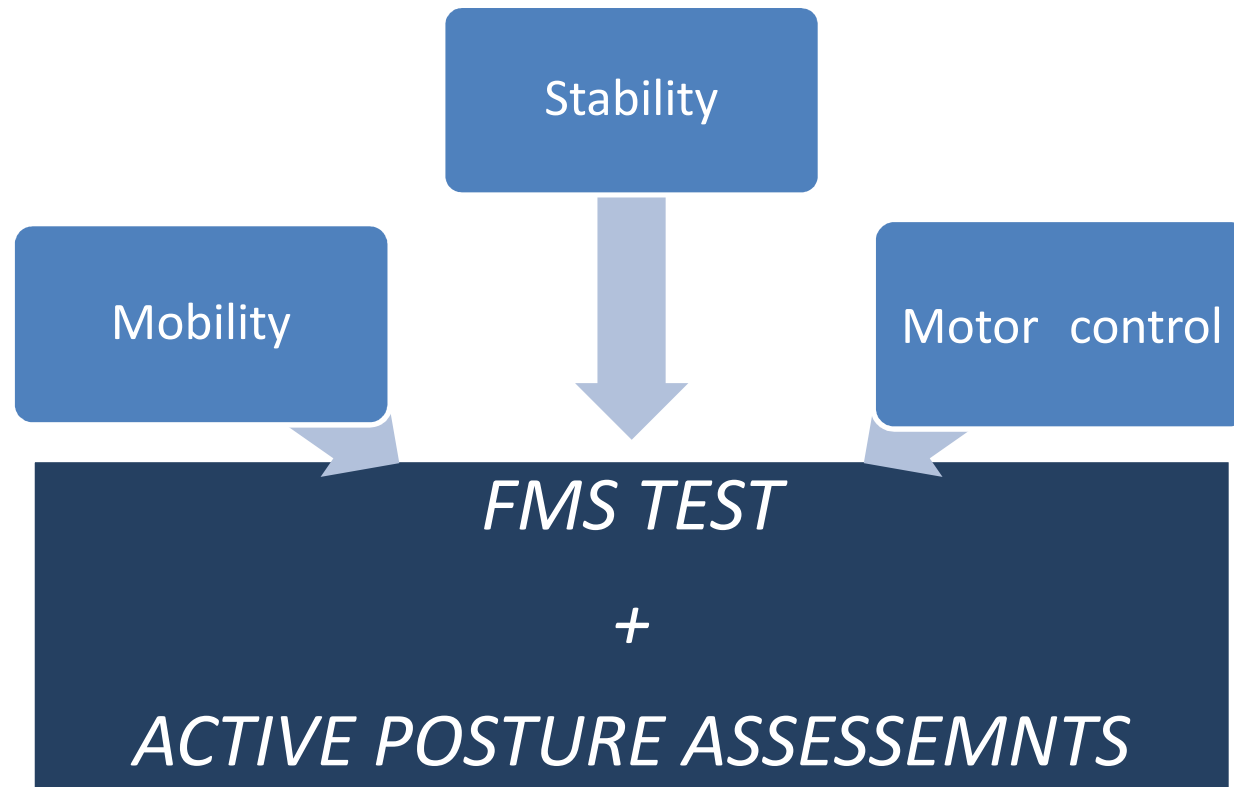 Stability
Mobility
Motor control
FMS TEST
+
ACTIVE POSTURE ASSESSEMNTS